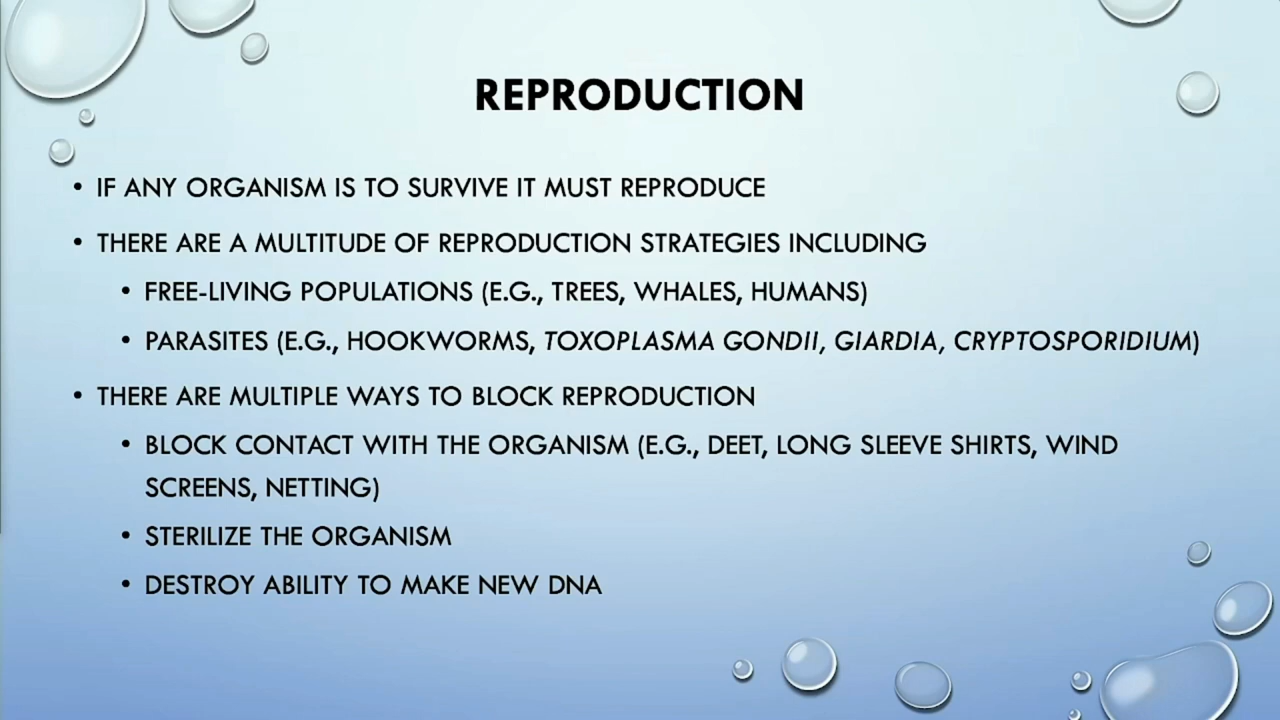 REPRODUCTION
• IF ANY ORGANISM IS TO SURVIVE IT MUST REPRODUCE
• THERE ARE A MULTITUDE OF REPRODUCTION STRATEGIES INCLUDING
• FREE-LIVING POPULATIONS (E.G., TREES, WHALES, HUMANS)
• PARASITES (E.G., HOOKWORMS, TOXOPLASMA GONDII, GIARDIA, CRYPTOSPORIDIUM)
• THERE ARE MULTIPLE WAYS TO BLOCK REPRODUCTION
• BLOCK CONTACT WITH THE ORGANISM (E.G., DEET, LONG SLEEVE SHIRTS, WIND
SCREENS, NETTING)
• STERILIZE THE ORGANISM
• DESTROY ABILITY TO MAKE NEW DNA